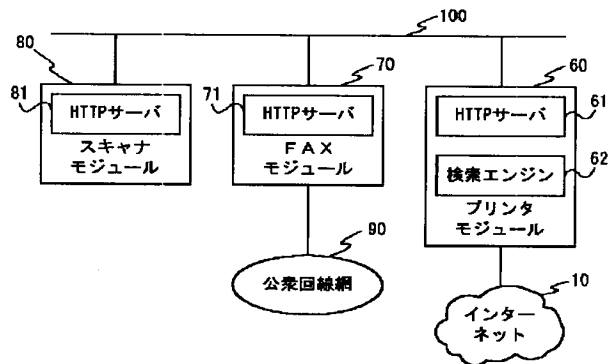 100
80
70
60
81
HTTPサーバ
スキャナ
モジュール
71
HTTPサーバ
FAX
モジュール
HTTPサーバ
61
検索エンジン
62
プリンタ
モジュール
90
公衆回線網
10
インター
ネット